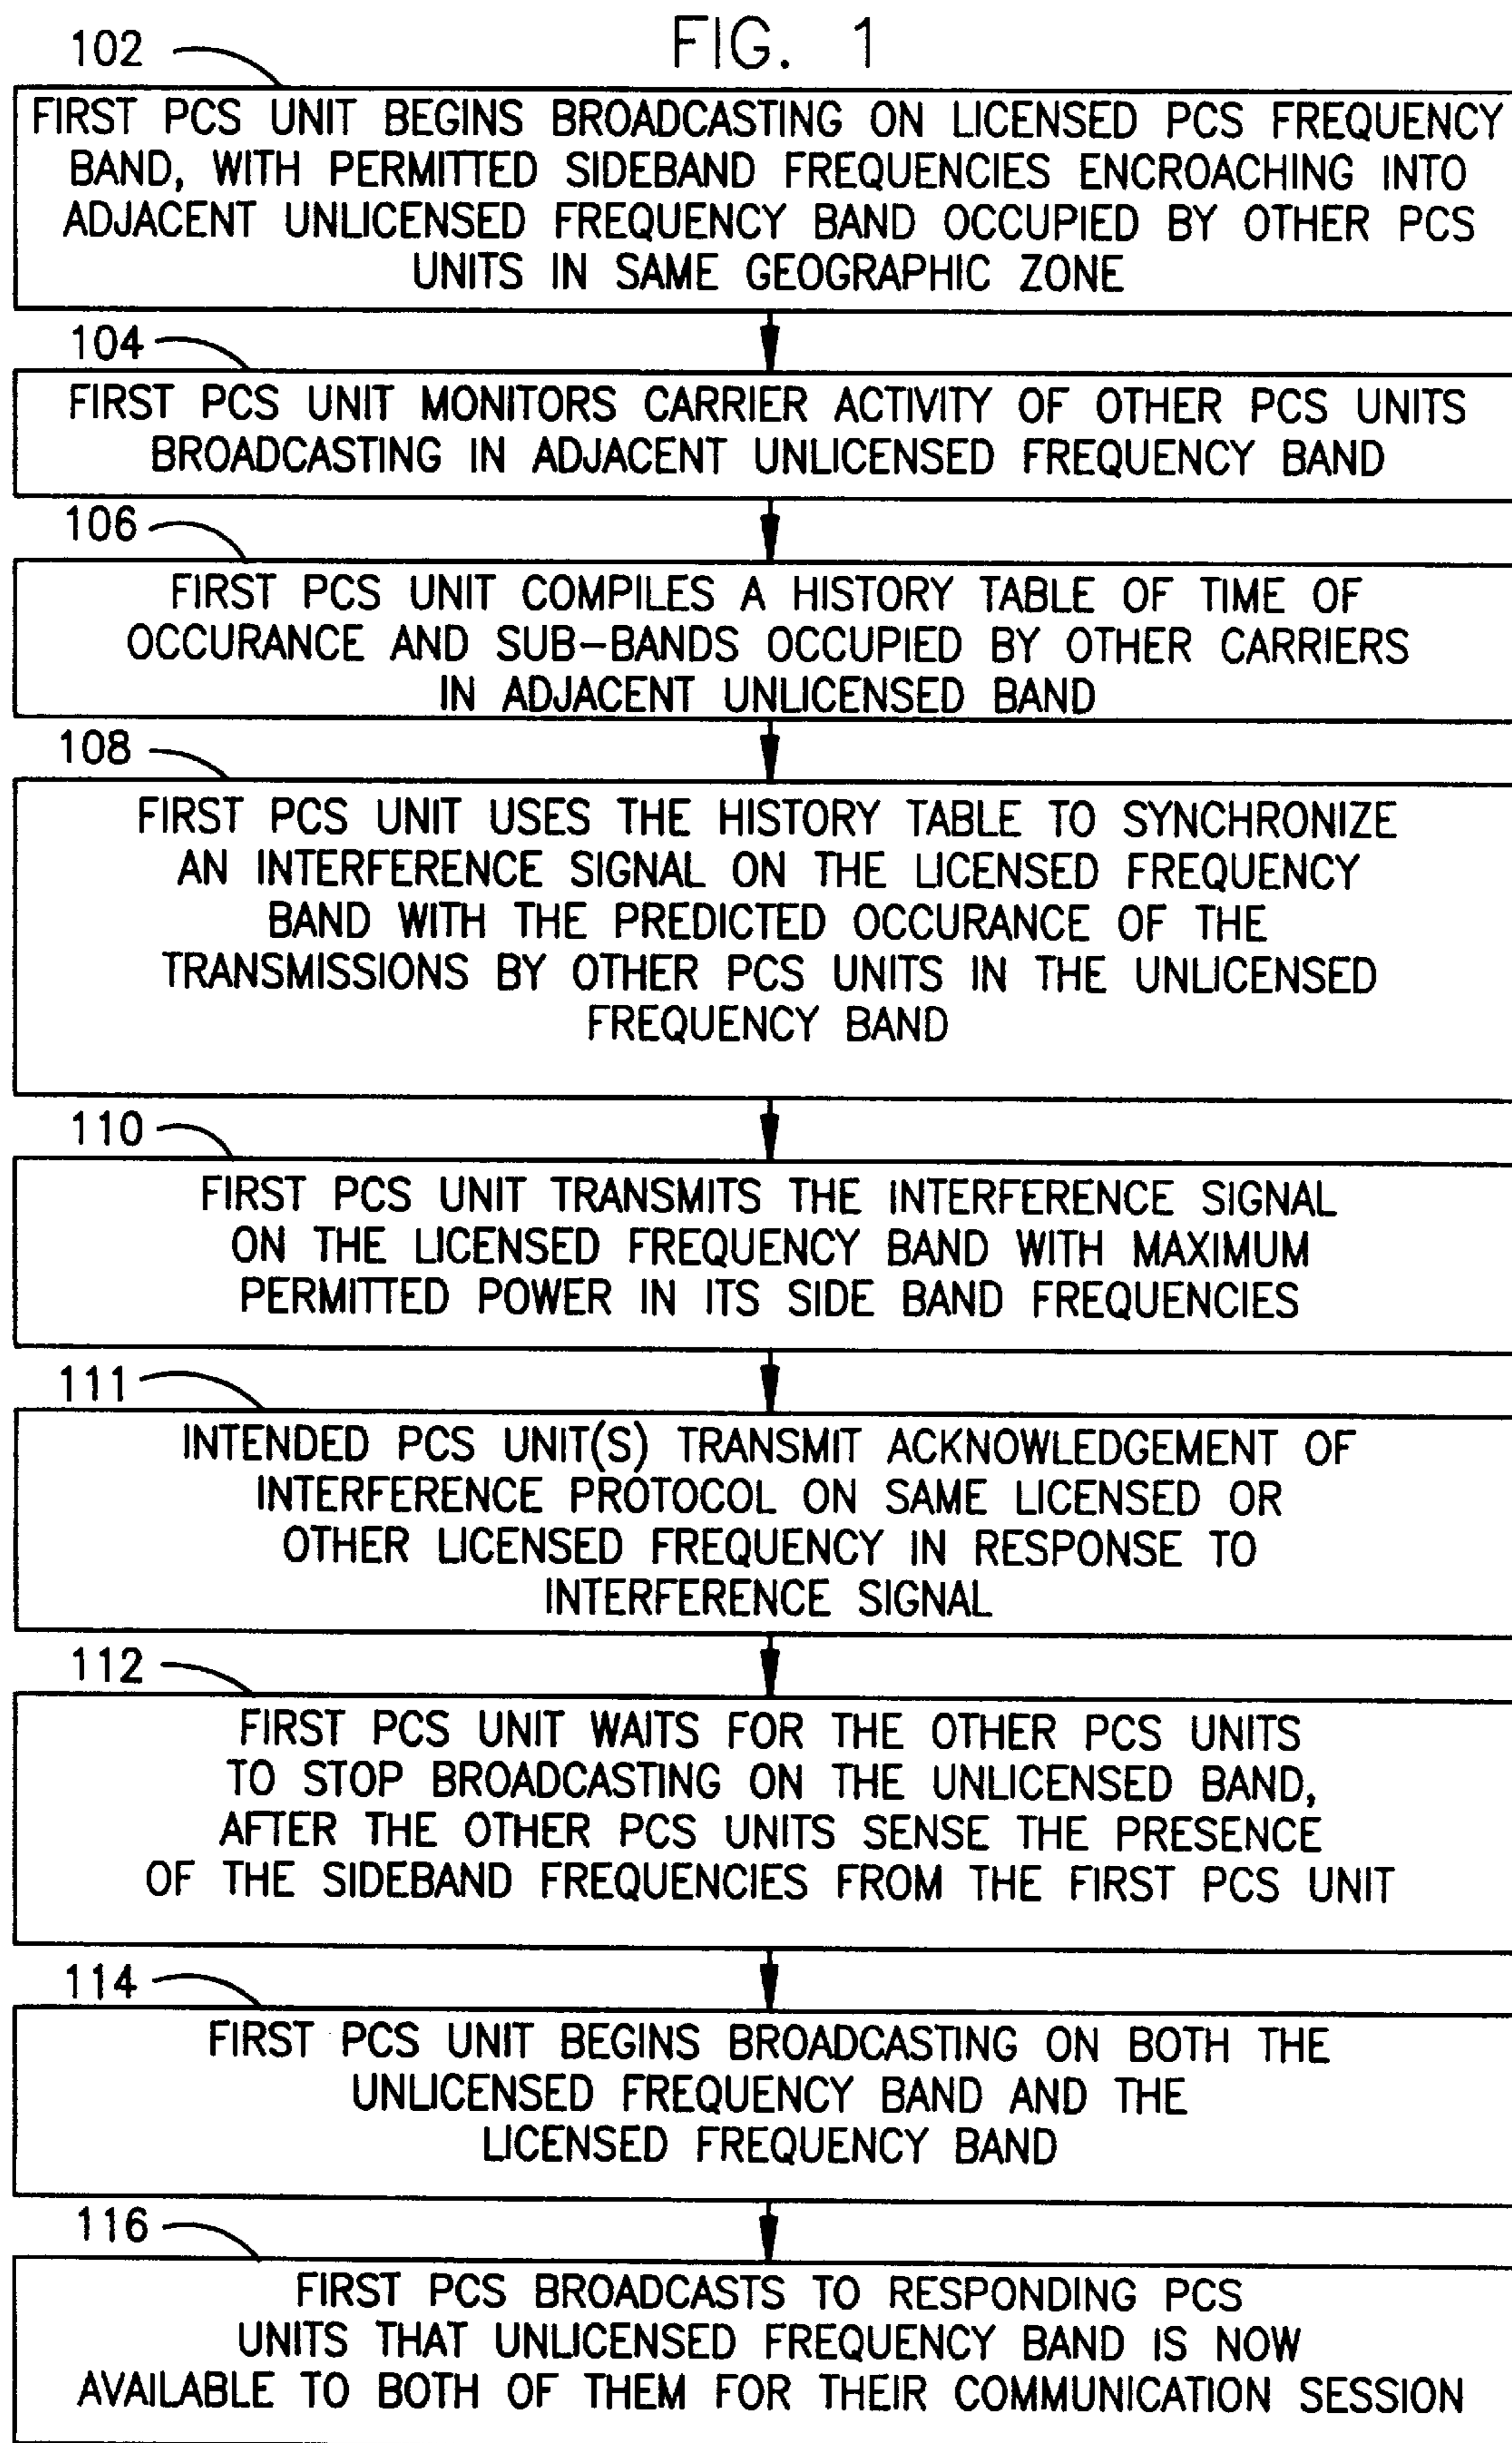 FIG. 1
102
FIRST PCS UNIT BEGINS BROADCASTING ON LICENSED PCS FREQUENCY
BAND, WITH PERMITTED SIDEBAND FREQUENCIES ENCROACHING INTO
ADJACENT UNLICENSED FREQUENCY BAND OCCUPIED BY OTHER PCS
UNITS IN SAME GEOGRAPHIC ZONE
104
FIRST PCS UNIT MONITORS CARRIER ACTIVITY OF OTHER PCS UNITS
BROADCASTING IN ADJACENT UNLICENSED FREQUENCY BAND
106
FIRST PCS UNIT COMPILES A HISTORY TABLE OF TIME OF
OCCURANCE AND SUB-BANDS OCCUPIED BY OTHER CARRIERS
IN ADJACENT UNLICENSED BAND
108
FIRST PCS UNIT USES THE HISTORY TABLE TO SYNCHRONIZE
AN INTERFERENCE SIGNAL ON THE LICENSED FREQUENCY
BAND WITH THE PREDICTED OCCURANCE OF THE
TRANSMISSIONS BY OTHER PCS UNITS IN THE UNLICENSED
FREQUENCY BAND
110
FIRST PCS UNIT TRANSMITS THE INTERFERENCE SIGNAL
ON THE LICENSED FREQUENCY BAND WITH MAXIMUM
PERMITTED POWER IN ITS SIDE BAND FREQUENCIES
111
INTENDED PCS UNIT(S) TRANSMIT ACKNOWLEDGEMENT OF
INTERFERENCE PROTOCOL ON SAME LICENSED OR
OTHER LICENSED FREQUENCY IN RESPONSE TO
INTERFERENCE SIGNAL
112
FIRST PCS UNIT WAITS FOR THE OTHER PCS UNITS
TO STOP BROADCASTING ON THE UNLICENSED BAND,
AFTER THE OTHER PCS UNITS SENSE THE PRESENCE
OF THE SIDEBAND FREQUENCIES FROM THE FIRST PCS UNIT
114
FIRST PCS UNIT BEGINS BROADCASTING ON BOTH THE
UNLICENSED FREQUENCY BAND AND THE
LICENSED FREQUENCY BAND
116
FIRST PCS BROADCASTS TO RESPONDING PCS
UNITS THAT UNLICENSED FREQUENCY BAND IS NOW
AVAILABLE TO BOTH OF THEM FOR THEIR COMMUNICATION SESSION